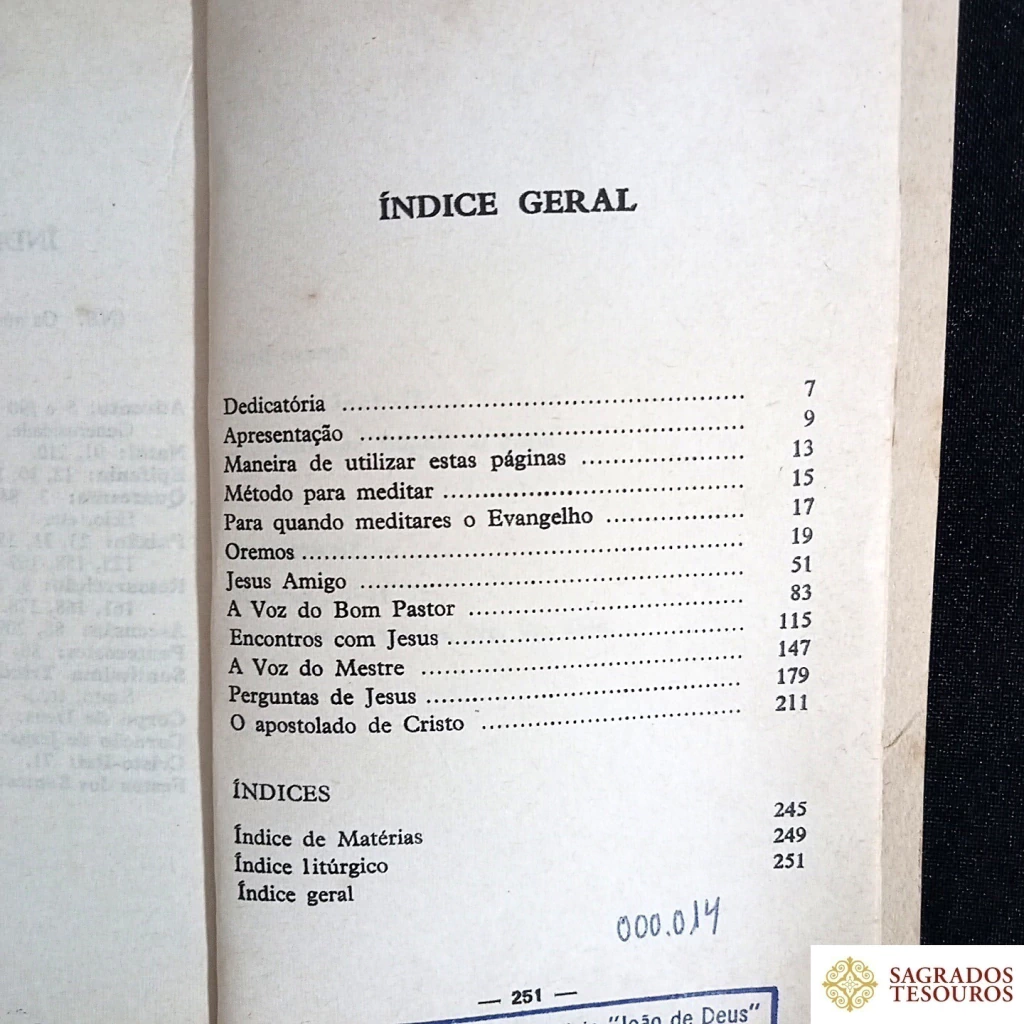 ÍNDICE GERAL
Dedicatória ........................ 7
Apresentação ........................ 9
Maneira de utilizar estas páginas ........................ 13
Método para meditar ........................ 15
Para quando meditares o Evangelho ........................ 17
Oremos ........................ 19
Jesus Amigo ........................ 51
A Voz do Bom Pastor ........................ 83
Encontros com Jesus ........................ 115
A Voz do Mestre ........................ 147
Perguntas de Jesus ........................ 179
O apostolado de Cristo ........................ 211
ÍNDICES
Índice de Matérias 245
Índice litúrgico 249
Índice geral 251
000.014
— 251 —
"João de Deus"
SAGRADOS
TESOUROS